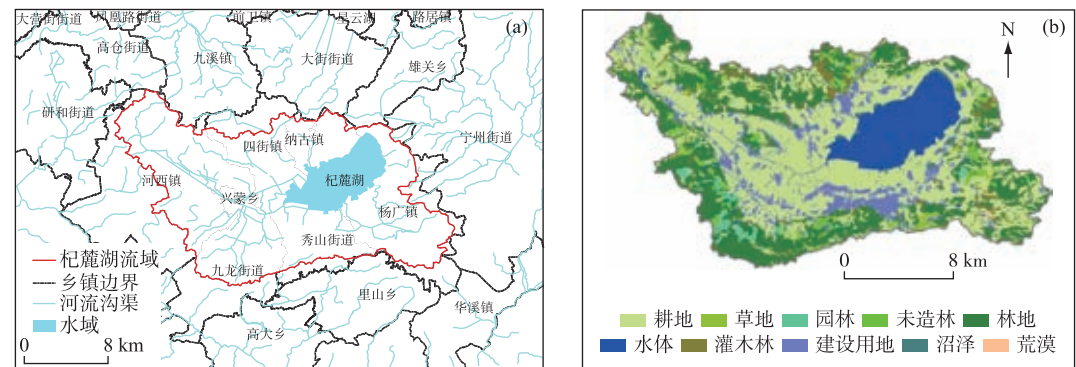 大营街街道 凤凰路街道 前卫镇 星云湖 路居镇 (a)
高仓街道 九溪镇 大街街道 雄关乡
研和街道
宁州街道
四街镇 纳古镇
河西镇 兴蒙乡 杞麓湖
杨广镇
秀山街道
九龙街道
里山乡 华溪镇
高大乡
杞麓湖流域
乡镇边界
河流沟渠
水域
0 8 km
(b)
N
0 8 km
耕地 草地 园林 未造林 林地
水体 灌木林 建设用地 沼泽 荒漠